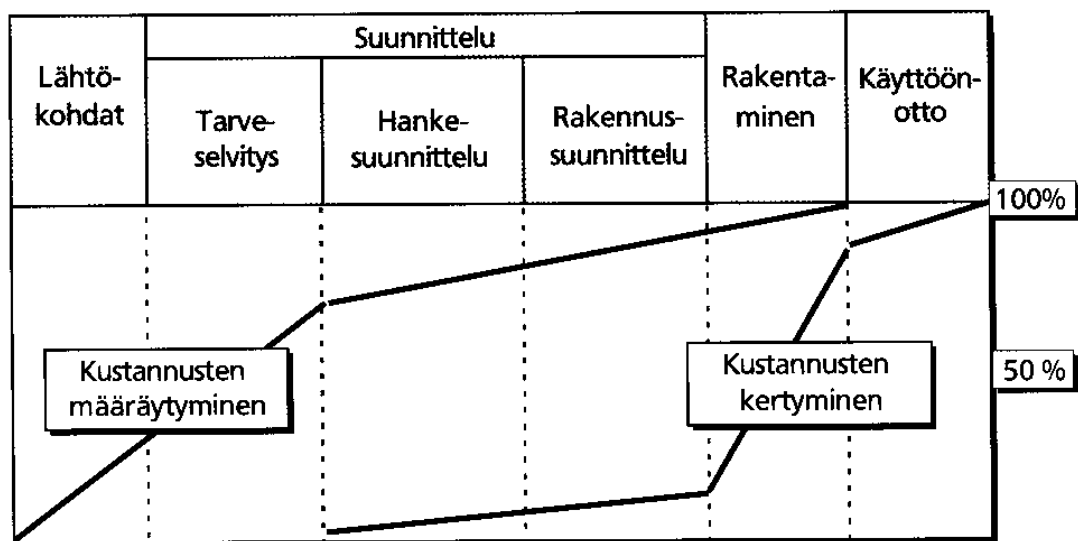 Suunnittelu
Lähtö-
kohdat
Tarve-
selvitys
Hanke-
suunnittelu
Rakennus-
suunnittelu
Rakenta-
minen
Käyttöön-
otto
100%
Kustannusten
määräytyminen
Kustannusten
kertyminen
50 %